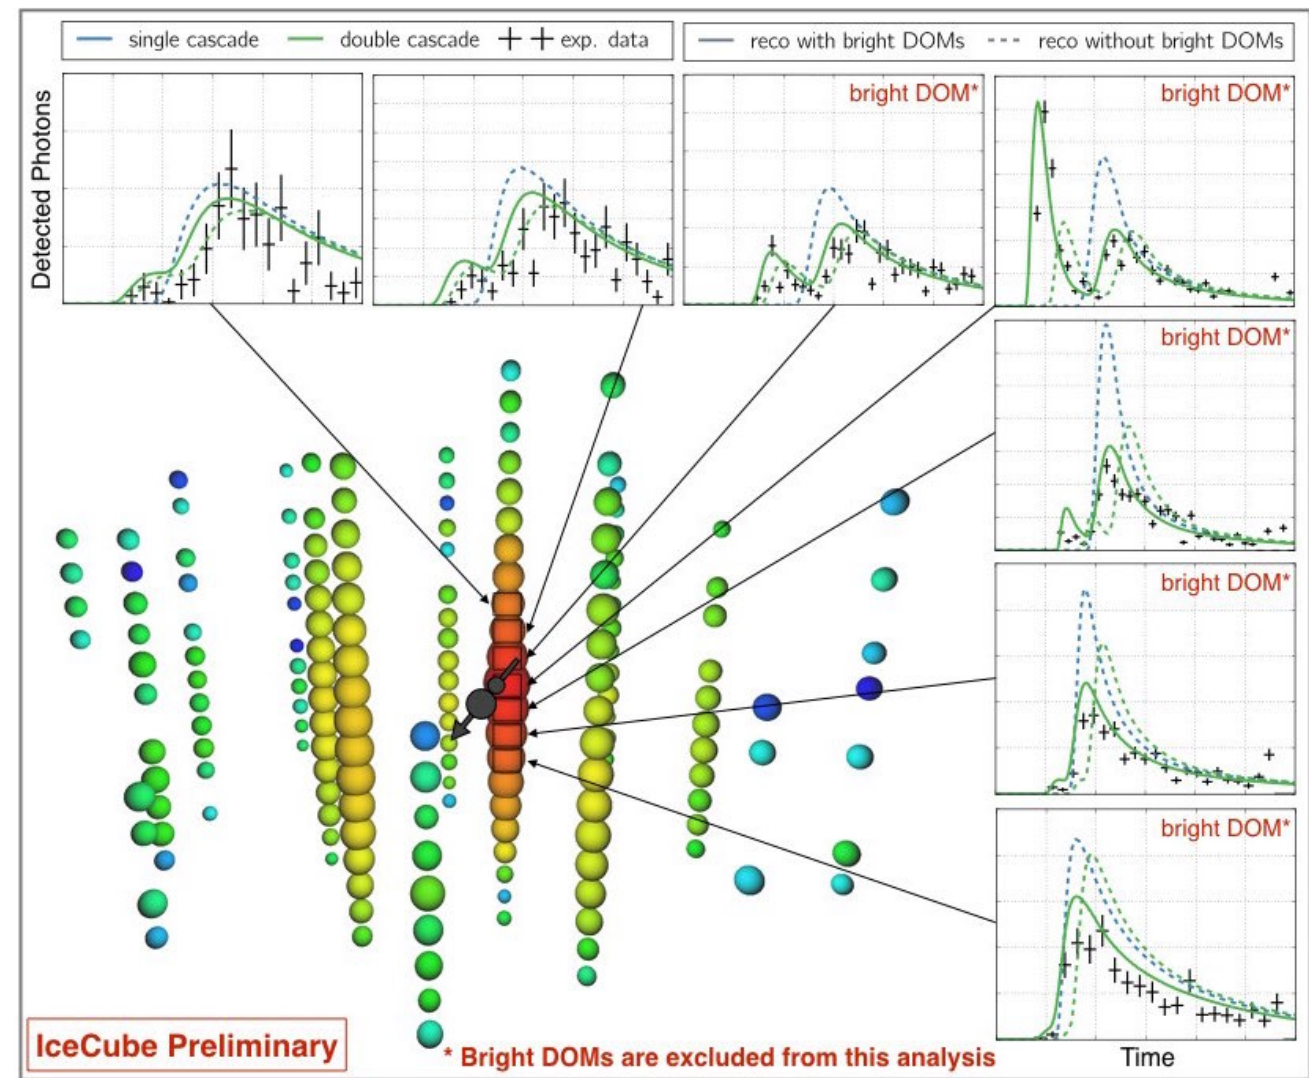 single cascade
double cascade
exp. data
reco with bright DOMs
reco without bright DOMs
Detected Photons
bright DOM*
bright DOM*
bright DOM*
bright DOM*
bright DOM*
IceCube Preliminary
* Bright DOMs are excluded from this analysis
Time